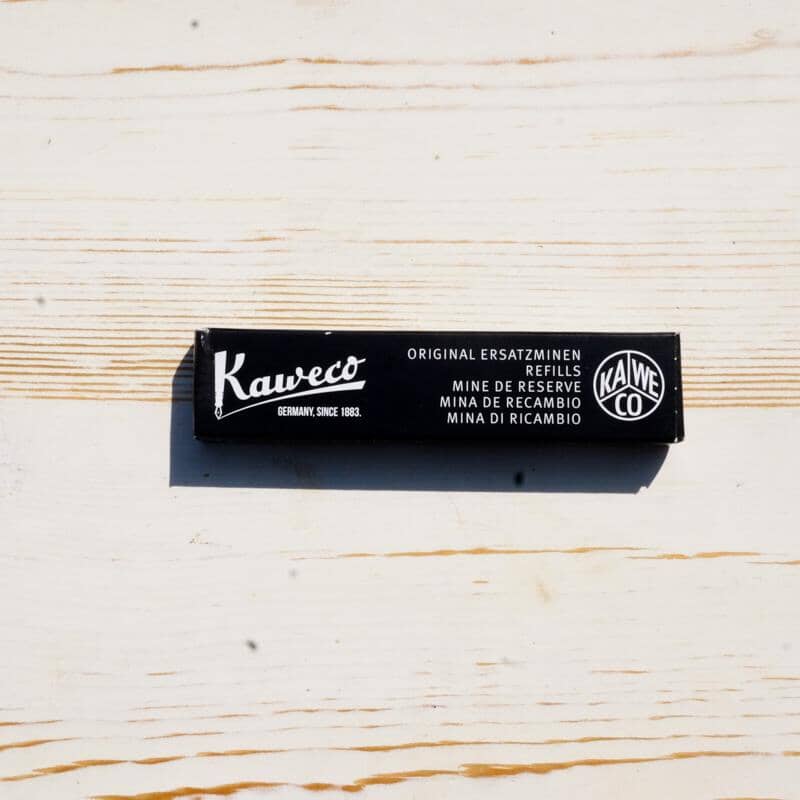 Kaweco
GERMANY, SINCE 1883.
ORIGINAL ERSATZMINEN
REFILLS
MINE DE RESERVE
MINA DE RECAMBIO
MINA DI RICAMBIO
KA WE
CO